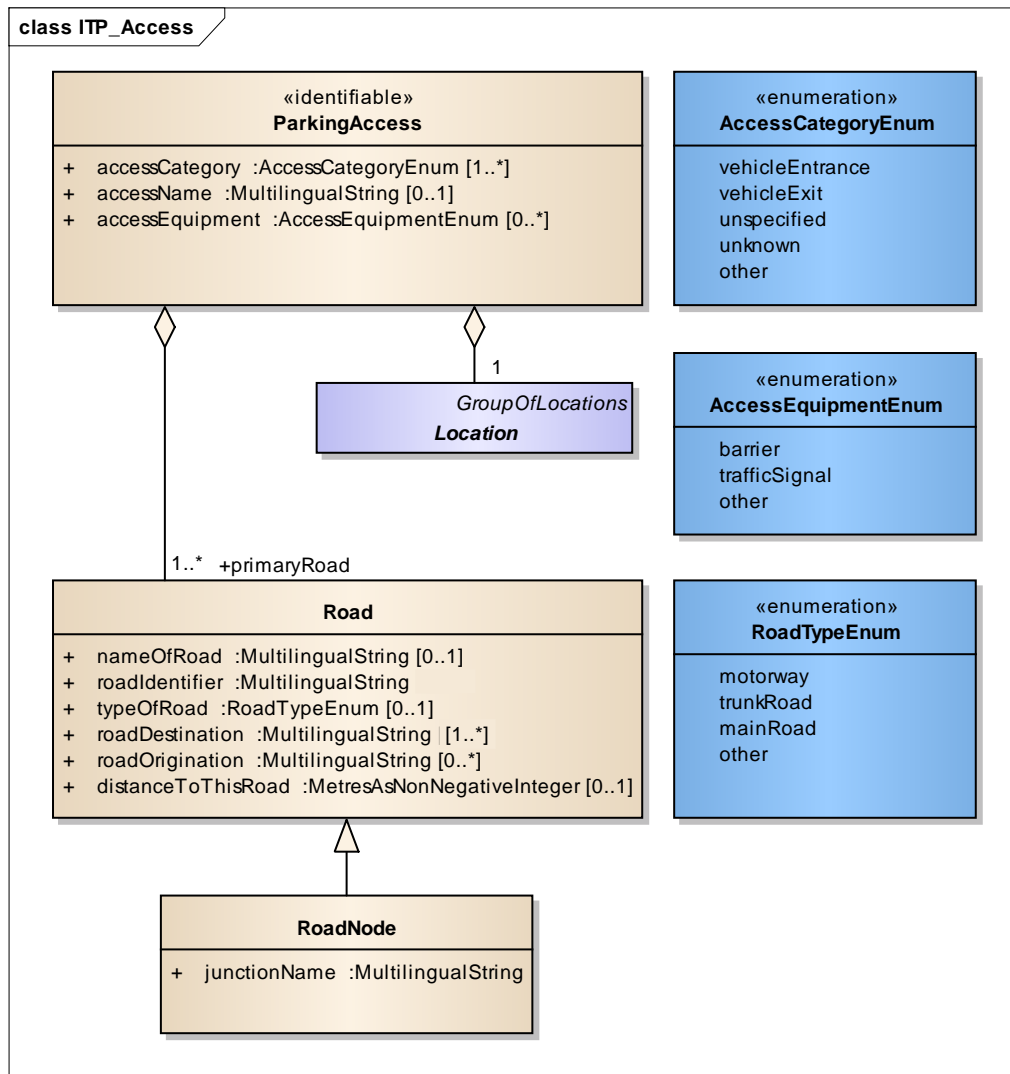 class ITP_Access
«identifiable»
ParkingAccess
+ accessCategory :AccessCategoryEnum [1..*]
+ accessName :MultilingualString [0..1]
+ accessEquipment :AccessEquipmentEnum [0..*]
«enumeration»
AccessCategoryEnum
vehicleEntrance
vehicleExit
unspecified
unknown
other
1
GroupOfLocations
Location
«enumeration»
AccessEquipmentEnum
barrier
trafficSignal
other
1..* +primaryRoad
Road
+ nameOfRoad :MultilingualString [0..1]
+ roadIdentifier :MultilingualString
+ typeOfRoad :RoadTypeEnum [0..1]
+ roadDestination :MultilingualString [1..*]
+ roadOrigination :MultilingualString [0..*]
+ distanceToThisRoad :MetresAsNonNegativeInteger [0..1]
«enumeration»
RoadTypeEnum
motorway
trunkRoad
mainRoad
other
RoadNode
+ junctionName :MultilingualString